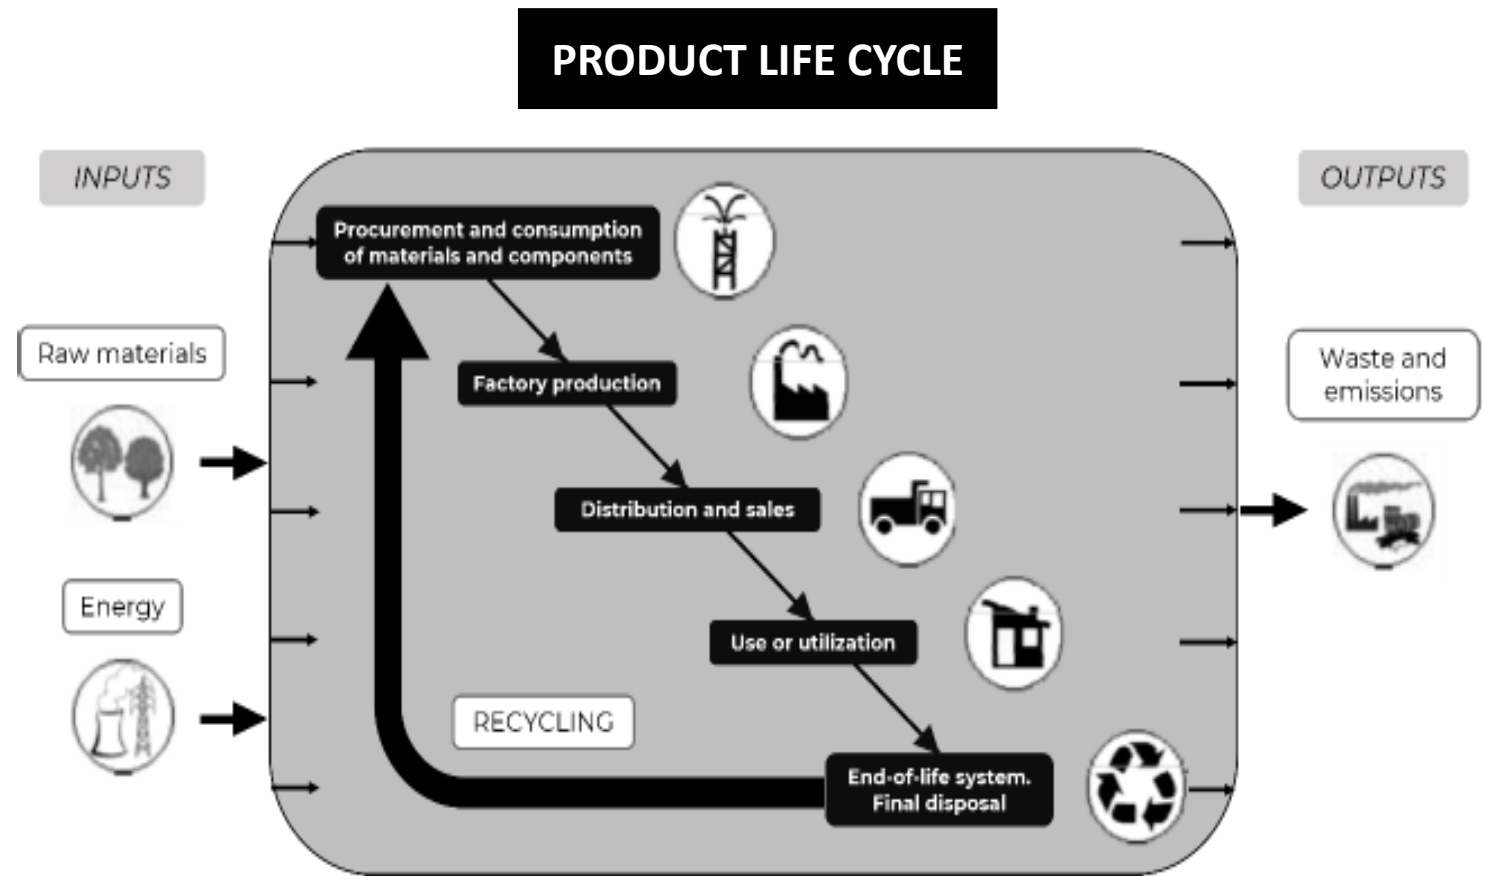 PRODUCT LIFE CYCLE
INPUTS
OUTPUTS
Procurement and consumption
of materials and components
Raw materials
Waste and
emissions
Factory production
Distribution and sales
Energy
Use or utilization
RECYCLING
End-of-life system.
Final disposal